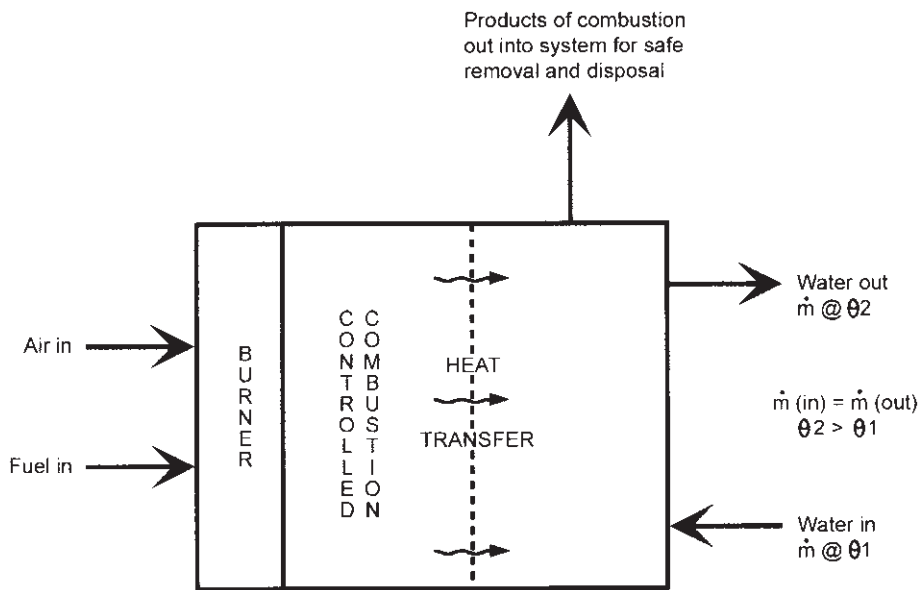 Products of combustion
out into system for safe
removal and disposal
Air in
Fuel in
BURNER
CONTROLLED
COMBUSTION
HEAT
TRANSFER
Water out
ṁ @ θ2
ṁ (in) = ṁ (out)
θ2 > θ1
Water in
ṁ @ θ1